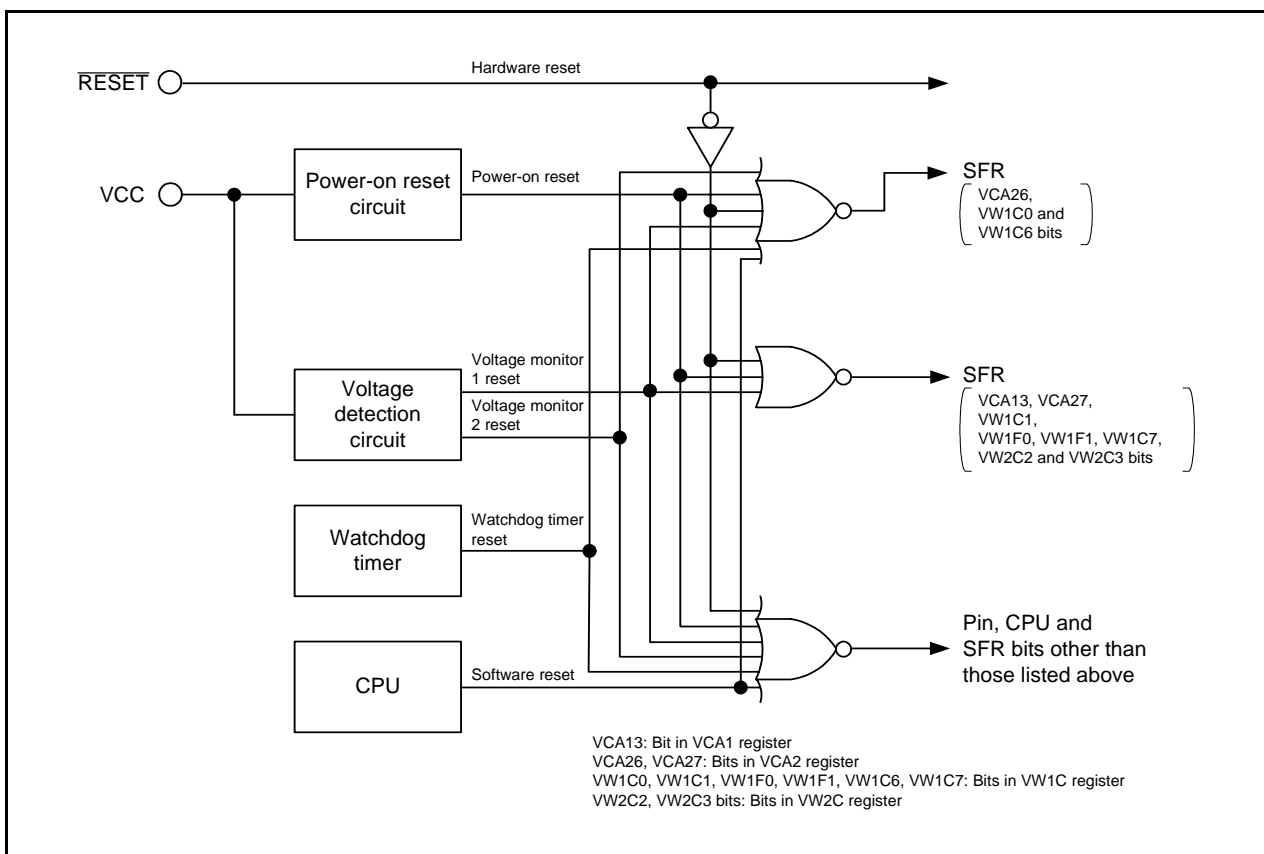 RESET
Hardware reset
VCC
Power-on reset
circuit
Power-on reset
SFR
VCA26,
VW1C0 and
VW1C6 bits
Voltage
detection
circuit
Voltage monitor
1 reset
Voltage monitor
2 reset
SFR
VCA13, VCA27,
VW1C1,
VW1F0, VW1F1, VW1C7,
VW2C2 and VW2C3 bits
Watchdog
timer
Watchdog timer
reset
CPU
Software reset
Pin, CPU and
SFR bits other than
those listed above
VCA13: Bit in VCA1 register
VCA26, VCA27: Bits in VCA2 register
VW1C0, VW1C1, VW1F0, VW1F1, VW1C6, VW1C7: Bits in VW1C register
VW2C2, VW2C3 bits: Bits in VW2C register